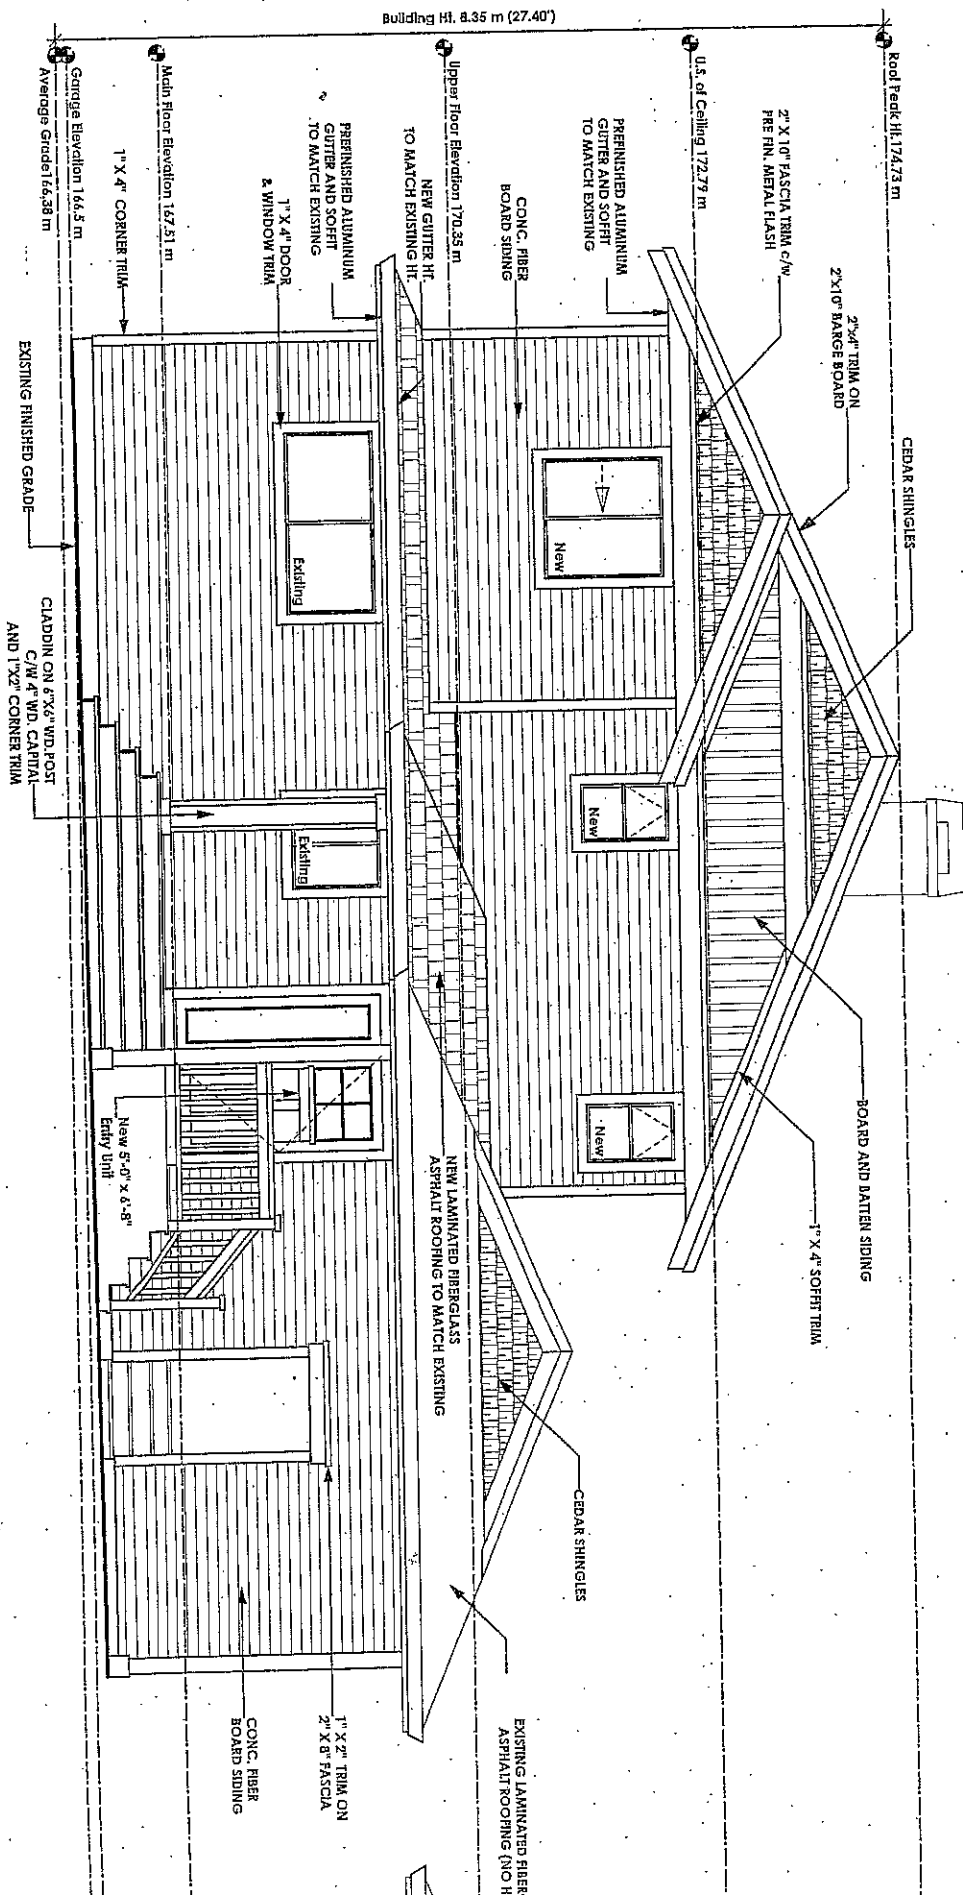 Building Ht. 8.35 m (27.40')
Roof Peak Ht.174.73 m
U.S. of Ceiling 172.79 m
Upper Floor Elevation 170.35 m
Main Floor Elevation 167.51 m
Garage Elevation 166.5 m
Average Grade166.38 m
CEDAR SHINGLES
2"x4" TRIM ON
2"x10" BARGE BOARD
2" X 10" FASCIA TRIM c/w
PRE FIN. METAL FLASH
PREFINISHED ALUMINUM
GUTTER AND SOFFIT
TO MATCH EXISTING
CONC. FIBER
BOARD SIDING
NEW GUTTER HT.
TO MATCH EXISTING HT.
PREFINISHED ALUMINUM
GUTTER AND SOFFIT
TO MATCH EXISTING
1" X 4" DOOR
& WINDOW TRIM
1" X 4" CORNER TRIM
EXISTING FINISHED GRADE
CLADDIN ON 6"X6" WD.POST
C/W 4" WD. CAPITAL
AND 1"X2" CORNER TRIM
New
New
New
Existing
Existing
New 5'-0" x 6'-8"
Entry Unit
BOARD AND BATTEN SIDING
1" X 4" SOFFIT TRIM
NEW LAMINATED FIBERGLASS
ASPHALT ROOFING TO MATCH EXISTING
CEDAR SHINGLES
EXISTING LAMINATED FIBER
ASPHALT ROOFING (NO H
1" X 2" TRIM ON
2" X 8" FASCIA
CONC. FIBER
BOARD SIDING